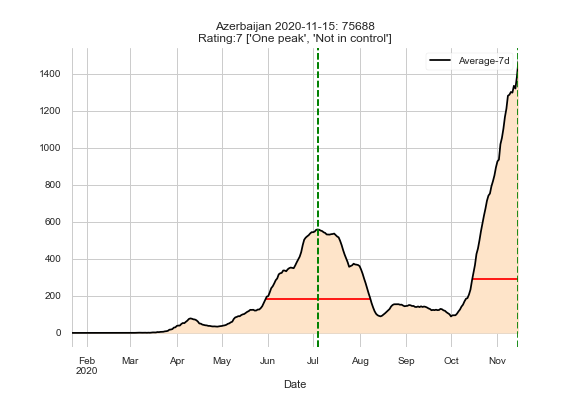 Azerbaijan 2020-11-15: 75688
Rating:7 ['One peak', 'Not in control']
Average-7d
1400
1200
1000
800
600
400
200
0
Feb Mar Apr May Jun Jul Aug Sep Oct Nov
2020
Date